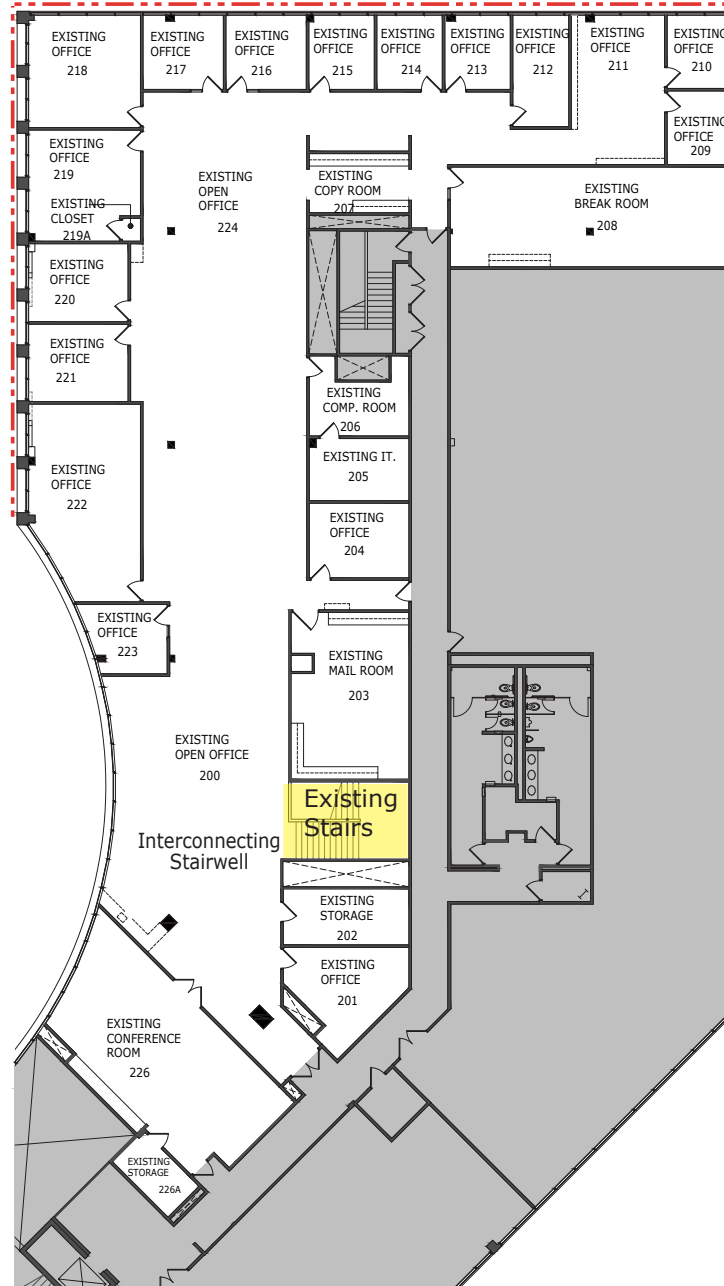 EXISTING
OFFICE
218
EXISTING
OFFICE
217
EXISTING
OFFICE
216
EXISTING
OFFICE
215
EXISTING
OFFICE
214
EXISTING
OFFICE
213
EXISTING
OFFICE
212
EXISTING
OFFICE
211
EXISTING
OFFICE
210
EXISTING
OFFICE
209
EXISTING
OFFICE
219
EXISTING
CLOSET
219A
EXISTING
OPEN
OFFICE
224
EXISTING
COPY ROOM
207
EXISTING
BREAK ROOM
208
EXISTING
OFFICE
220
EXISTING
OFFICE
221
EXISTING
COMP. ROOM
206
EXISTING IT.
205
EXISTING
OFFICE
222
EXISTING
OFFICE
204
EXISTING
OFFICE
223
EXISTING
MAIL ROOM
203
EXISTING
OPEN OFFICE
200
Existing
Stairs
Interconnecting
Stairwell
EXISTING
STORAGE
202
EXISTING
OFFICE
201
EXISTING
CONFERENCE
ROOM
226
EXISTING
STORAGE
226A